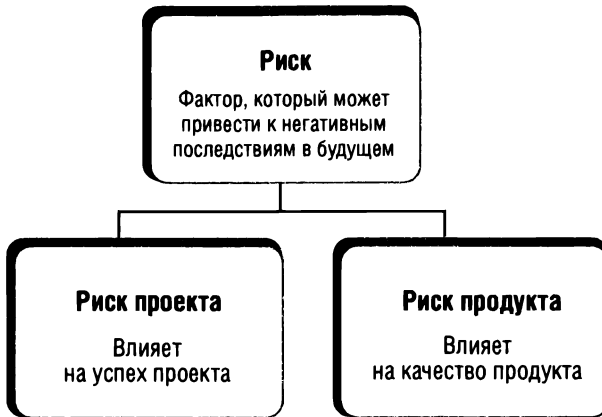 Риск
Фактор, который может
привести к негативным
последствиям в будущем
Риск проекта
Влияет
на успех проекта
Риск продукта
Влияет
на качество продукта